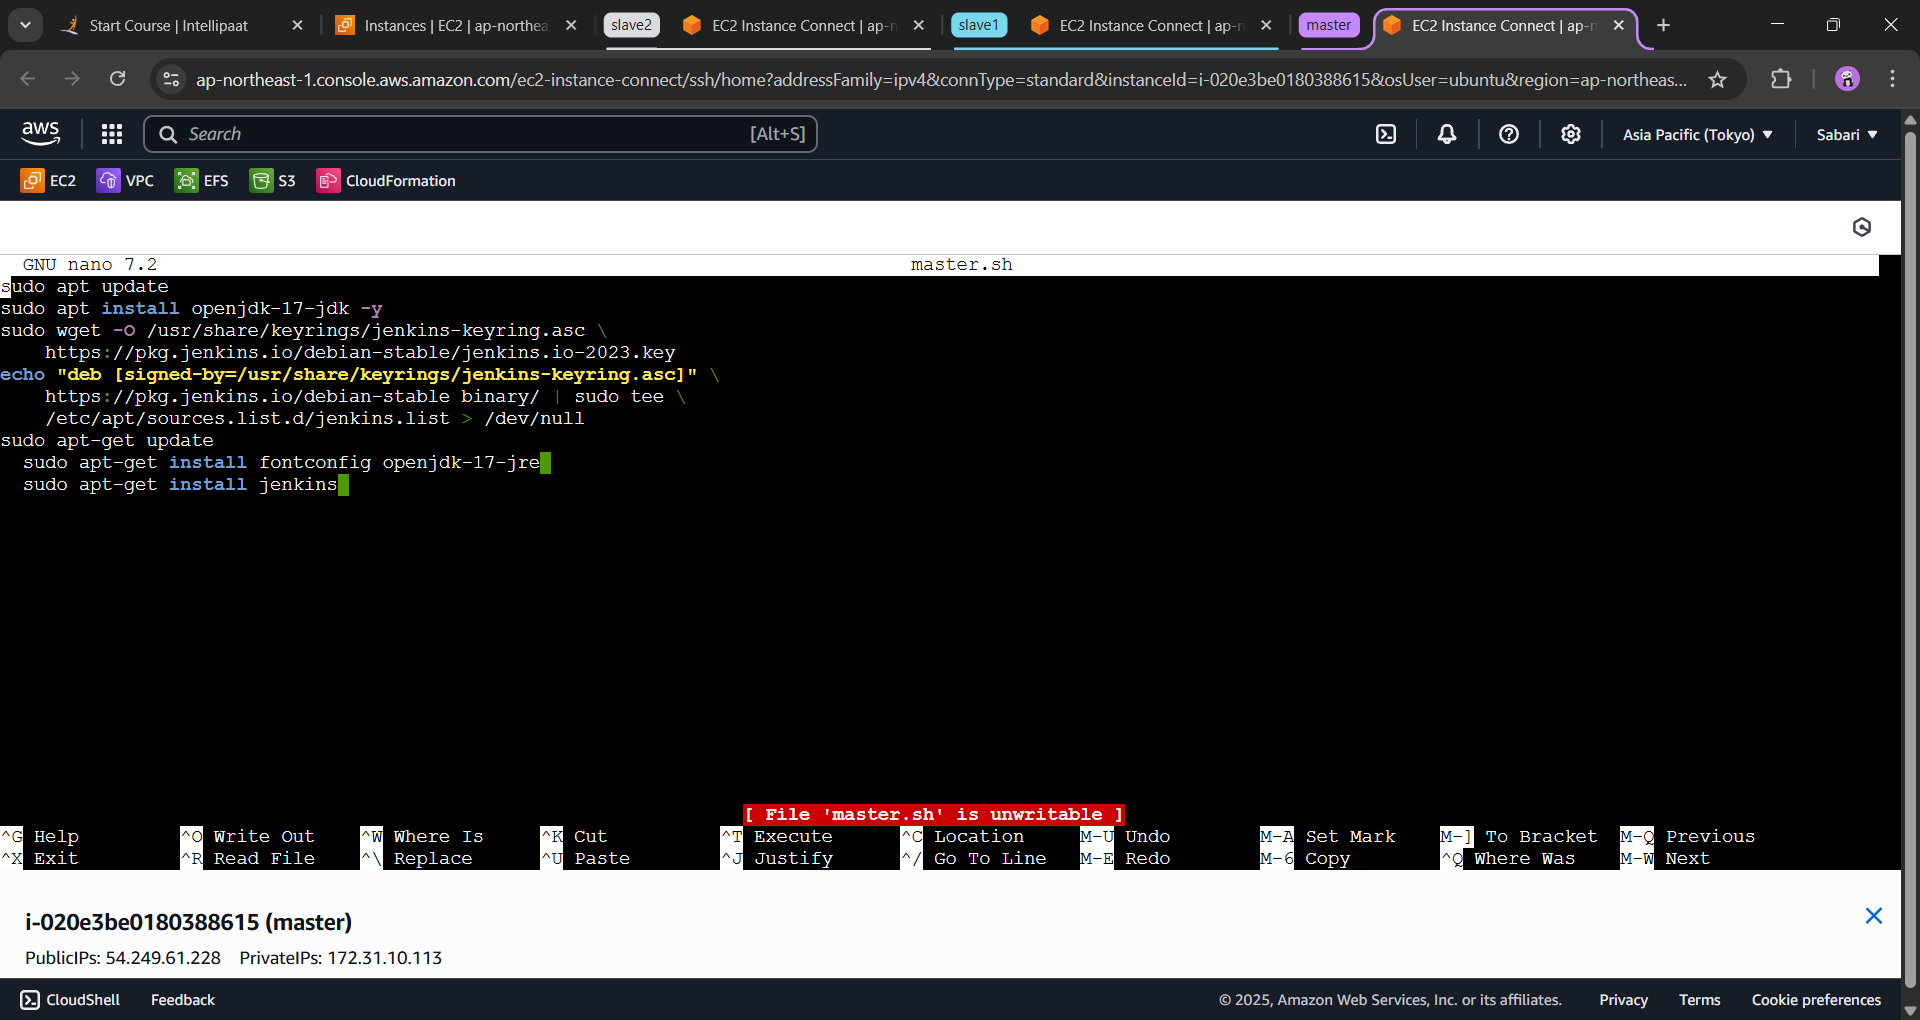 Start Course | Intellipaat
Instances | EC2 | ap-northea
slave2
EC2 Instance Connect | ap-n
slave1
EC2 Instance Connect | ap-n
master
EC2 Instance Connect | ap-n
ap-northeast-1.console.aws.amazon.com/ec2-instance-connect/ssh/home?addressFamily=ipv4&connType=standard&instanceId=i-020e3be0180388615&osUser=ubuntu&region=ap-northeas...
aws
Search [Alt+S]
Asia Pacific (Tokyo)
Sabari
EC2 VPC EFS S3 CloudFormation
GNU nano 7.2 master.sh
sudo apt update
sudo apt install openjdk-17-jdk -y
sudo wget -O /usr/share/keyrings/jenkins-keyring.asc \
https://pkg.jenkins.io/debian-stable/jenkins.io-2023.key
echo "deb [signed-by=/usr/share/keyrings/jenkins-keyring.asc]" \
https://pkg.jenkins.io/debian-stable binary/ | sudo tee \
/etc/apt/sources.list.d/jenkins.list > /dev/null
sudo apt-get update
sudo apt-get install fontconfig openjdk-17-jre
sudo apt-get install jenkins
[ File 'master.sh' is unwritable ]
^G Help ^O Write Out ^W Where Is ^K Cut ^T Execute ^C Location M-U Undo M-A Set Mark M-] To Bracket M-Q Previous
^X Exit ^R Read File ^\ Replace ^U Paste ^J Justify ^/ Go To Line M-E Redo M-6 Copy ^Q Where Was M-W Next
i-020e3be0180388615 (master)
PublicIPs: 54.249.61.228 PrivateIPs: 172.31.10.113
CloudShell Feedback © 2025, Amazon Web Services, Inc. or its affiliates. Privacy Terms Cookie preferences